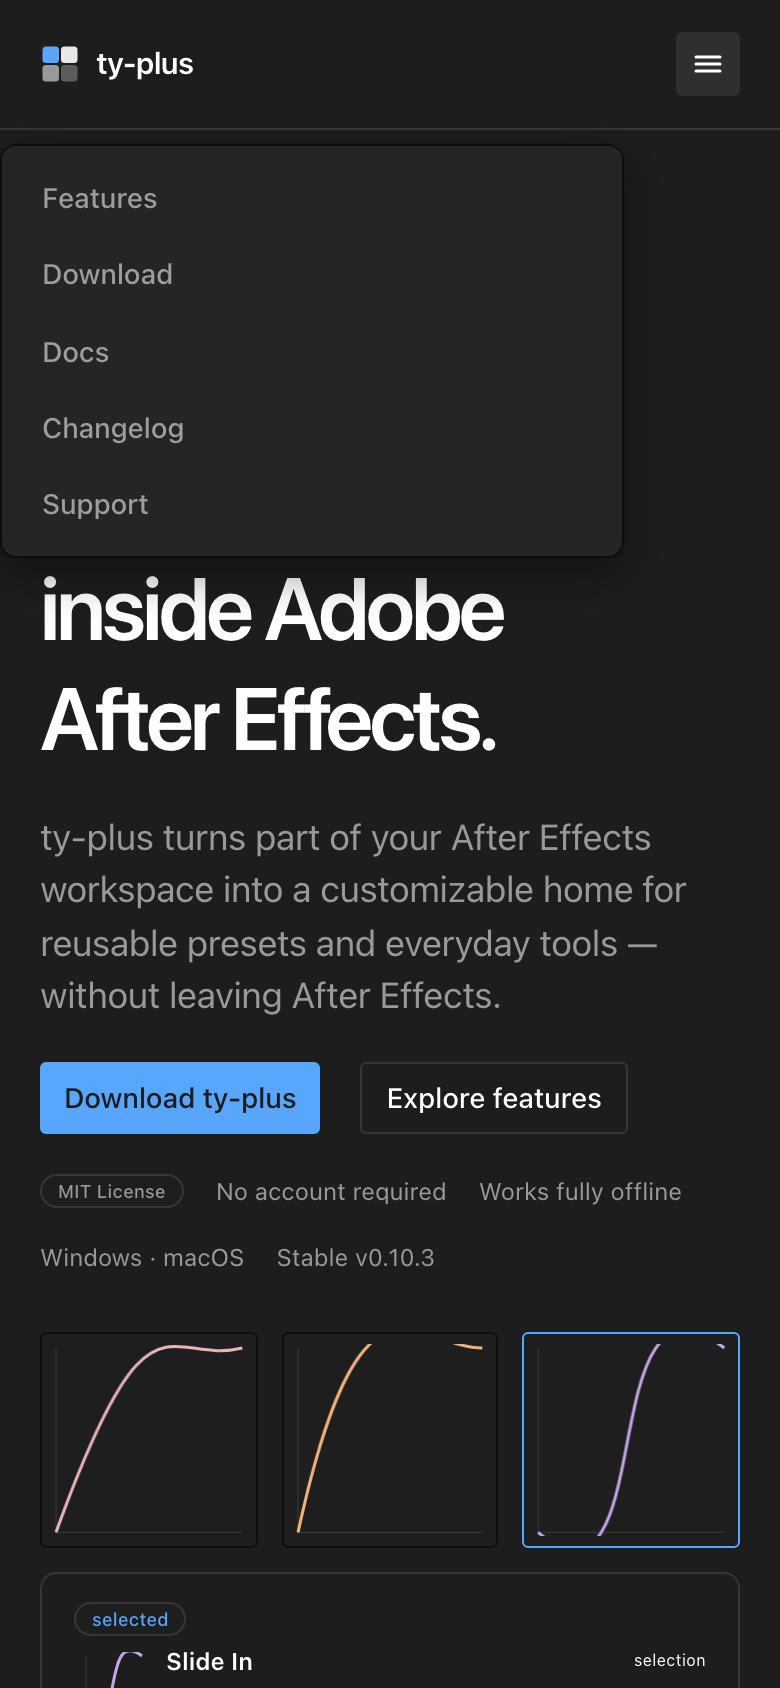 ty-plus
Features
Download
Docs
Changelog
Support
inside Adobe
After Effects.
ty-plus turns part of your After Effects
workspace into a customizable home for
reusable presets and everyday tools —
without leaving After Effects.
Download ty-plus
Explore features
MIT License
No account required
Works fully offline
Windows · macOS
Stable v0.10.3
selected
Slide In
selection